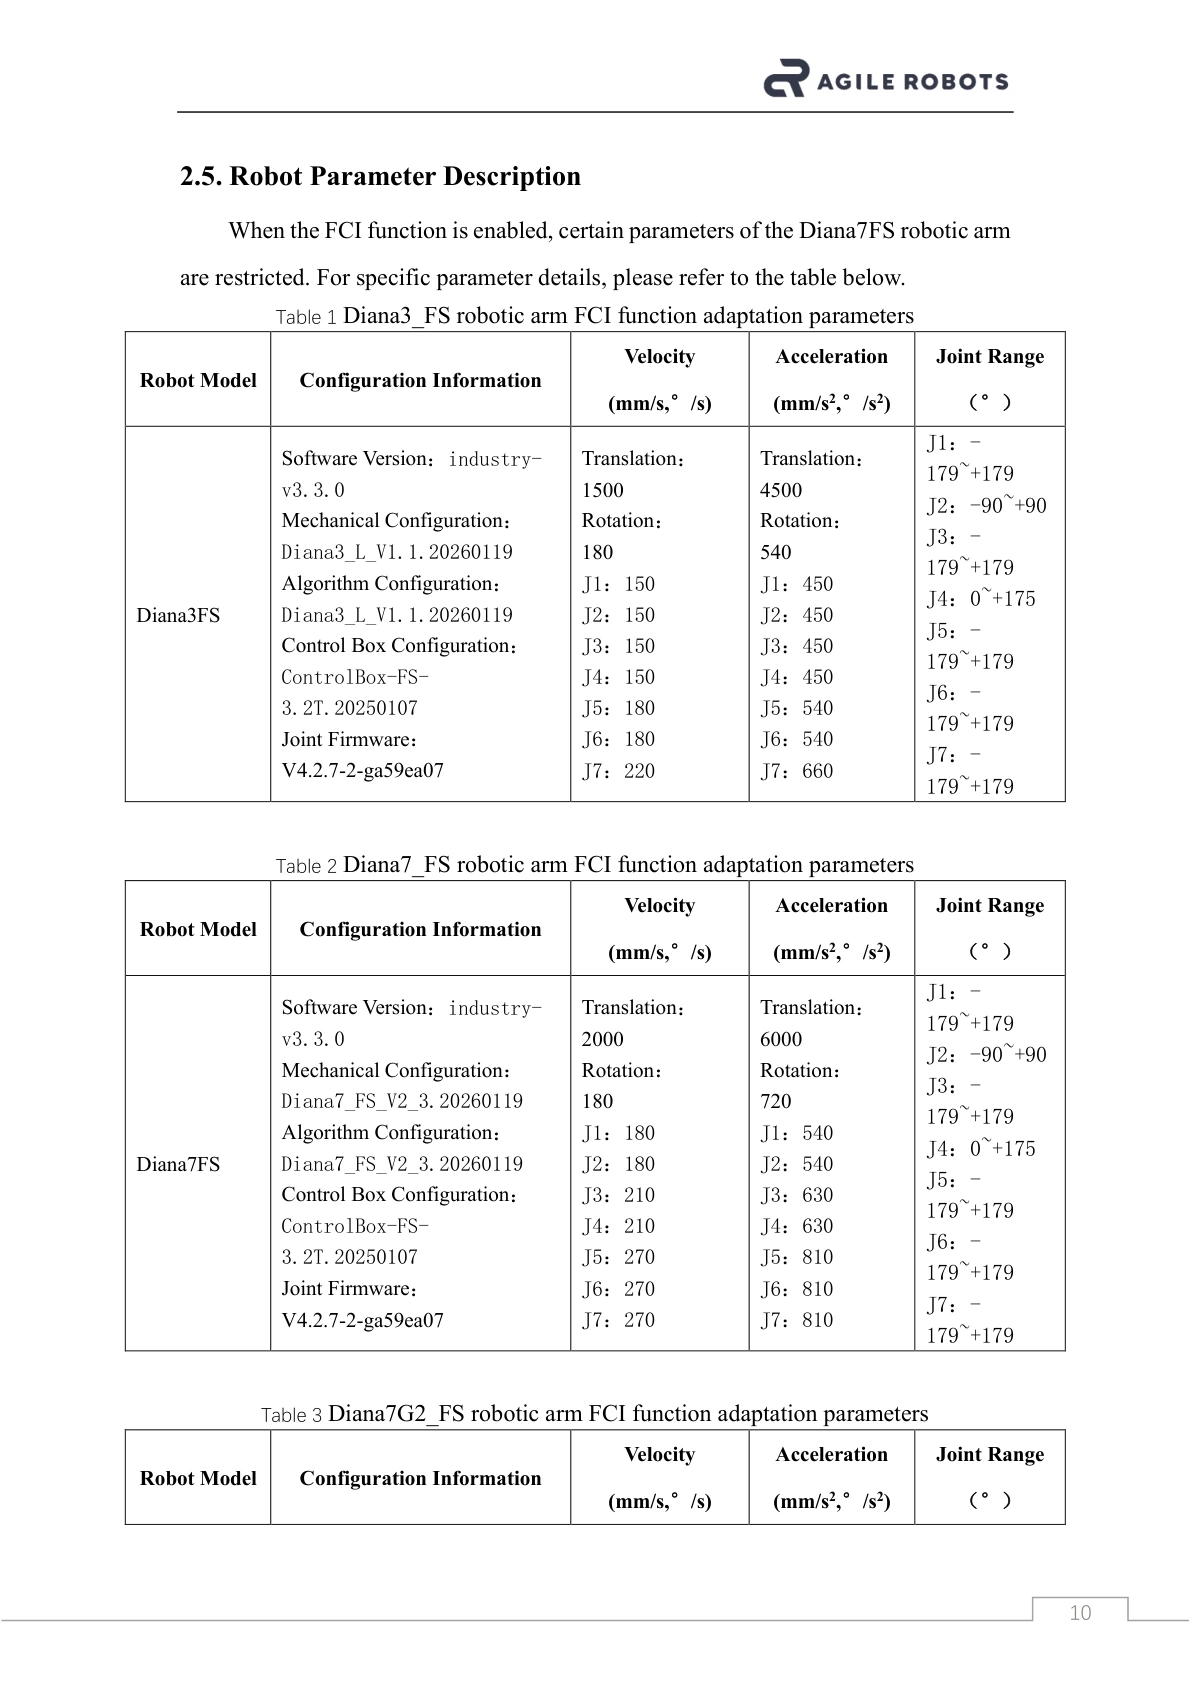 AGILE ROBOTS
2.5. Robot Parameter Description
When the FCI function is enabled, certain parameters of the Diana7FS robotic arm
are restricted. For specific parameter details, please refer to the table below.
Table 1 Diana3_FS robotic arm FCI function adaptation parameters
Robot Model
Configuration Information
Velocity
(mm/s,° /s)
Acceleration
(mm/s²,° /s²)
Joint Range
（° ）
Diana3FS
Software Version：industry-
v3.3.0
Mechanical Configuration：
Diana3_L_V1.1.20260119
Algorithm Configuration：
Diana3_L_V1.1.20260119
Control Box Configuration：
ControlBox-FS-
3.2T.20250107
Joint Firmware：
V4.2.7-2-ga59ea07
Translation：
1500
Rotation：
180
J1：150
J2：150
J3：150
J4：150
J5：180
J6：180
J7：220
Translation：
4500
Rotation：
540
J1：450
J2：450
J3：450
J4：450
J5：540
J6：540
J7：660
J1：-
179~+179
J2：-90~+90
J3：-
179~+179
J4：0~+175
J5：-
179~+179
J6：-
179~+179
J7：-
179~+179
Table 2 Diana7_FS robotic arm FCI function adaptation parameters
Robot Model
Configuration Information
Velocity
(mm/s,° /s)
Acceleration
(mm/s²,° /s²)
Joint Range
（° ）
Diana7FS
Software Version：industry-
v3.3.0
Mechanical Configuration：
Diana7_FS_V2_3.20260119
Algorithm Configuration：
Diana7_FS_V2_3.20260119
Control Box Configuration：
ControlBox-FS-
3.2T.20250107
Joint Firmware：
V4.2.7-2-ga59ea07
Translation：
2000
Rotation：
180
J1：180
J2：180
J3：210
J4：210
J5：270
J6：270
J7：270
Translation：
6000
Rotation：
720
J1：540
J2：540
J3：630
J4：630
J5：810
J6：810
J7：810
J1：-
179~+179
J2：-90~+90
J3：-
179~+179
J4：0~+175
J5：-
179~+179
J6：-
179~+179
J7：-
179~+179
Table 3 Diana7G2_FS robotic arm FCI function adaptation parameters
Robot Model
Configuration Information
Velocity
(mm/s,° /s)
Acceleration
(mm/s²,° /s²)
Joint Range
（° ）
10